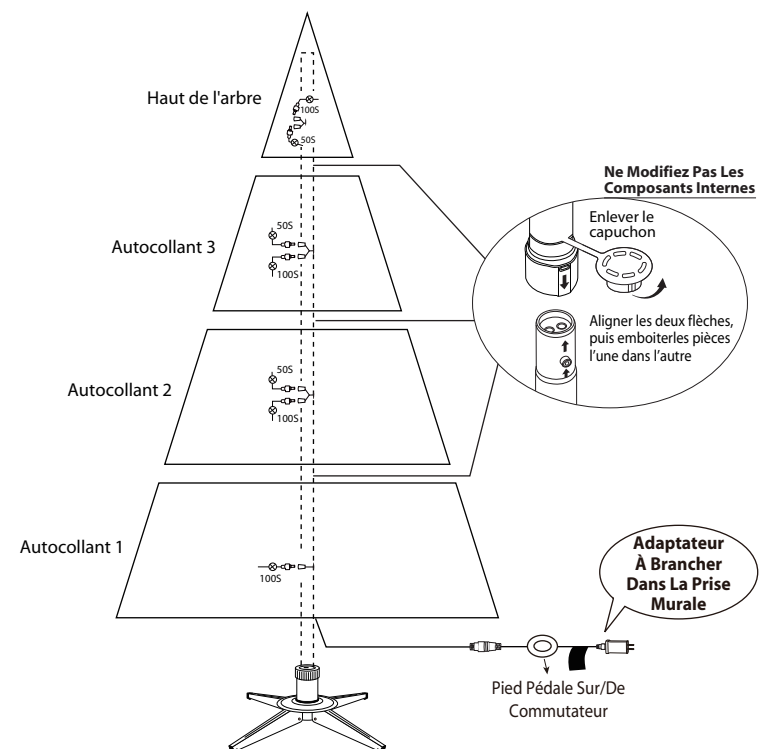 Haut de l'arbre
100S
50S
Ne Modifiez Pas Les
Composants Internes
Enlever le
capuchon
Autocollant 3
50S
100S
Aligner les deux flèches,
puis emboiterles pièces
l'une dans l'autre
Autocollant 2
50S
100S
Autocollant 1
100S
Adaptateur
À Brancher
Dans La Prise
Murale
Pied Pédale Sur/De
Commutateur